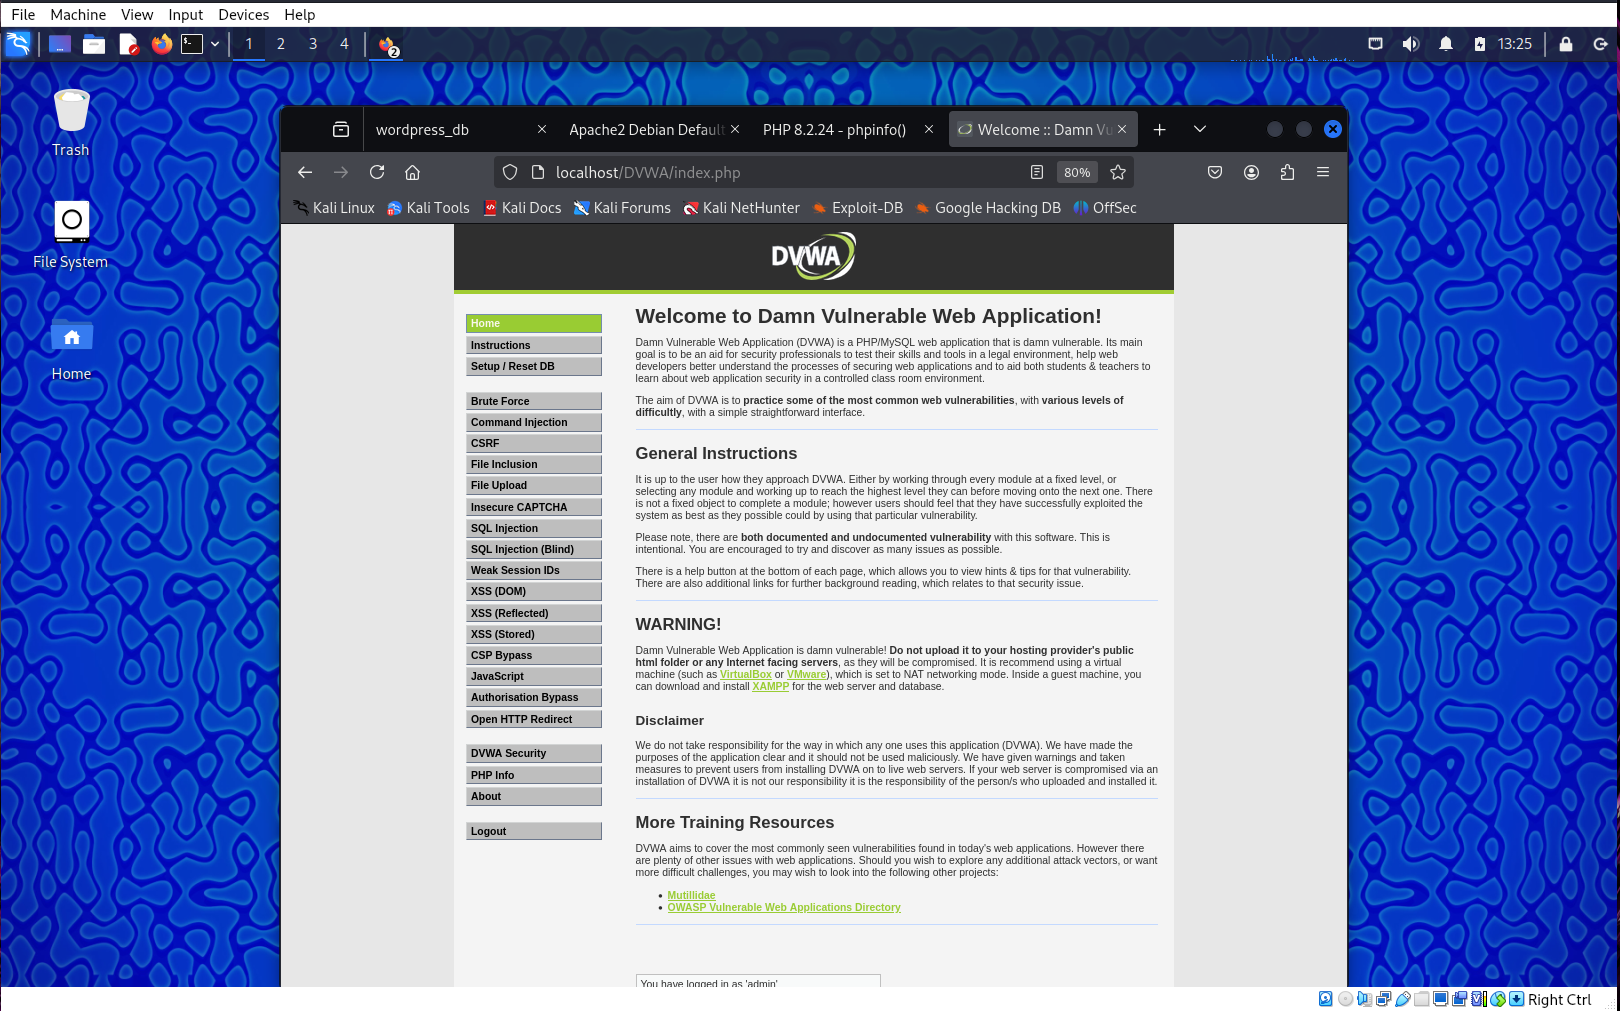 File Machine View Input Devices Help
1 2 3 4 2 13:25
Trash
File System
Home
wordpress_db Apache2 Debian Default PHP 8.2.24 - phpinfo() Welcome :: Damn Vu
localhost/DVWA/index.php 80%
Kali Linux Kali Tools Kali Docs Kali Forums Kali NetHunter Exploit-DB Google Hacking DB OffSec
DVWA
Home
Instructions
Setup / Reset DB
Brute Force
Command Injection
CSRF
File Inclusion
File Upload
Insecure CAPTCHA
SQL Injection
SQL Injection (Blind)
Weak Session IDs
XSS (DOM)
XSS (Reflected)
XSS (Stored)
CSP Bypass
JavaScript
Authorisation Bypass
Open HTTP Redirect
DVWA Security
PHP Info
About
Logout
Welcome to Damn Vulnerable Web Application!
Damn Vulnerable Web Application (DVWA) is a PHP/MySQL web application that is damn vulnerable. Its main
goal is to be an aid for security professionals to test their skills and tools in a legal environment, help web
developers better understand the processes of securing web applications and to aid both students & teachers to
learn about web application security in a controlled class room environment.
The aim of DVWA is to practice some of the most common web vulnerabilities, with various levels of
difficultly, with a simple straightforward interface.
General Instructions
It is up to the user how they approach DVWA. Either by working through every module at a fixed level, or
selecting any module and working up to reach the highest level they can before moving onto the next one. There
is not a fixed object to complete a module; however users should feel that they have successfully exploited the
system as best as they possible could by using that particular vulnerability.
Please note, there are both documented and undocumented vulnerability with this software. This is
intentional. You are encouraged to try and discover as many issues as possible.
There is a help button at the bottom of each page, which allows you to view hints & tips for that vulnerability.
There are also additional links for further background reading, which relates to that security issue.
WARNING!
Damn Vulnerable Web Application is damn vulnerable! Do not upload it to your hosting provider's public
html folder or any Internet facing servers, as they will be compromised. It is recommend using a virtual
machine (such as VirtualBox or VMware), which is set to NAT networking mode. Inside a guest machine, you
can download and install XAMPP for the web server and database.
Disclaimer
We do not take responsibility for the way in which any one uses this application (DVWA). We have made the
purposes of the application clear and it should not be used maliciously. We have given warnings and taken
measures to prevent users from installing DVWA on to live web servers. If your web server is compromised via an
installation of DVWA it is not our responsibility it is the responsibility of the person/s who uploaded and installed it.
More Training Resources
DVWA aims to cover the most commonly seen vulnerabilities found in today's web applications. However there
are plenty of other issues with web applications. Should you wish to explore any additional attack vectors, or want
more difficult challenges, you may wish to look into the following other projects:
• Mutillidae
• OWASP Vulnerable Web Applications Directory
You have logged in as 'admin'
Right Ctrl